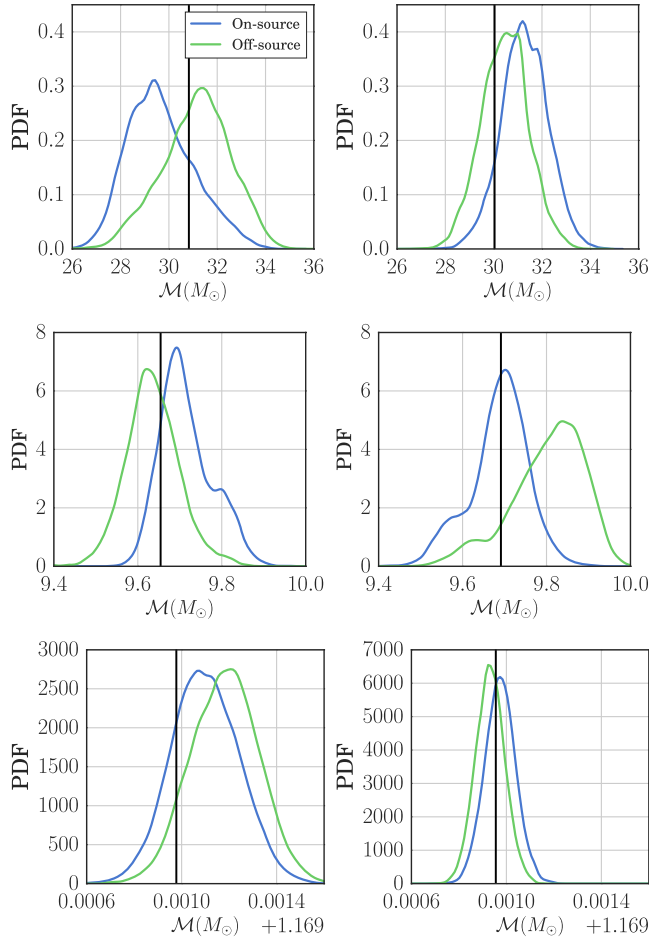 On-source
Off-source
PDF
0.4
0.3
0.2
0.1
0.0
26 28 30 32 34 36
ℳ(M⊙)
PDF
0.4
0.3
0.2
0.1
0.0
26 28 30 32 34 36
ℳ(M⊙)
PDF
8
6
4
2
0
9.4 9.6 9.8 10.0
ℳ(M⊙)
PDF
8
6
4
2
0
9.4 9.6 9.8 10.0
ℳ(M⊙)
PDF
3000
2500
2000
1500
1000
500
0
0.0006 0.0010 0.0014
ℳ(M⊙) +1.169
PDF
7000
6000
5000
4000
3000
2000
1000
0
0.0006 0.0010 0.0014
ℳ(M⊙) +1.169